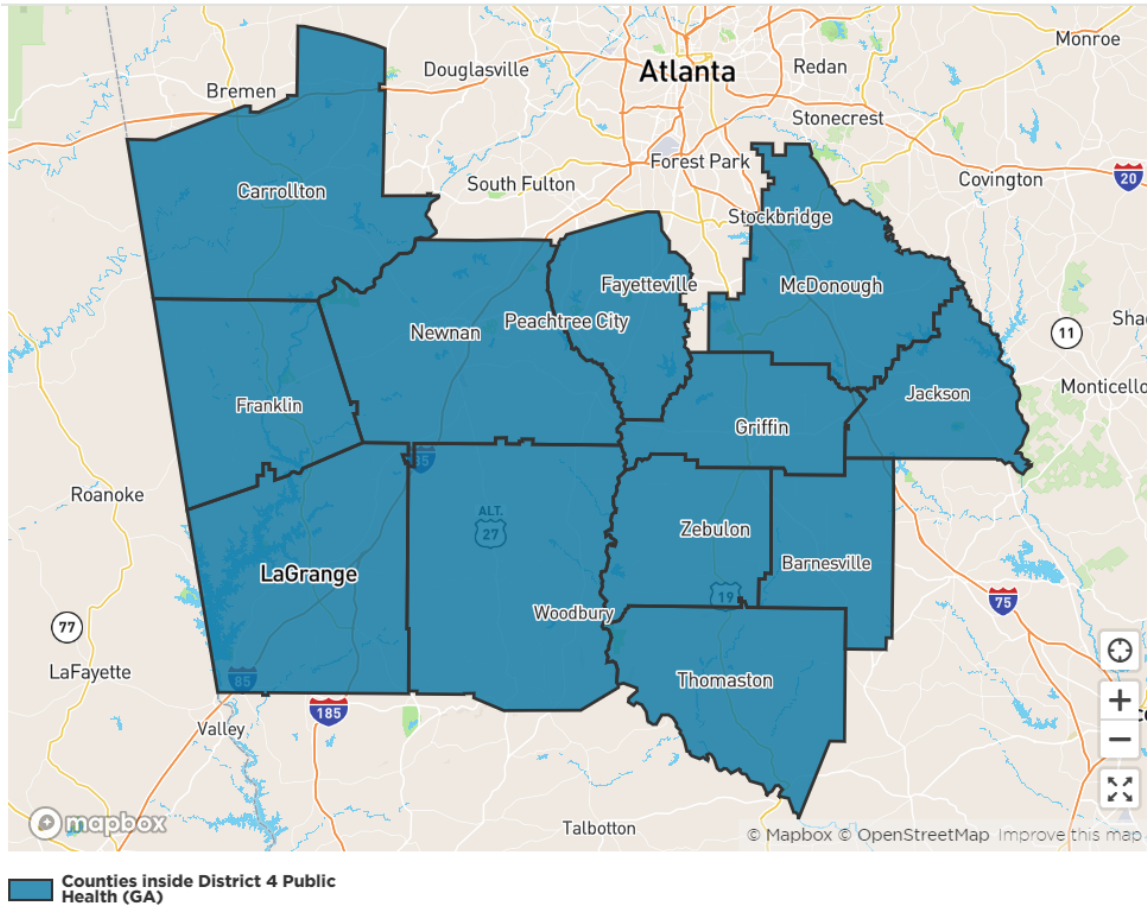 Monroe
Atlanta
Redan
Douglasville
Bremen
Stonecrest
Forest Park
20
Covington
South Fulton
Carrollton
Stockbridge
Fayetteville
McDonough
11
Sha
Peachtree City
Newnan
Monticello
Jackson
Franklin
Griffin
85
Roanoke
ALT.
27
Zebulon
Barnesville
LaGrange
19
75
Woodbury
77
LaFayette
85
Thomaston
185
Valley
mapbox
Talbotton
© Mapbox © OpenStreetMap Improve this map
Counties inside District 4 Public
Health (GA)